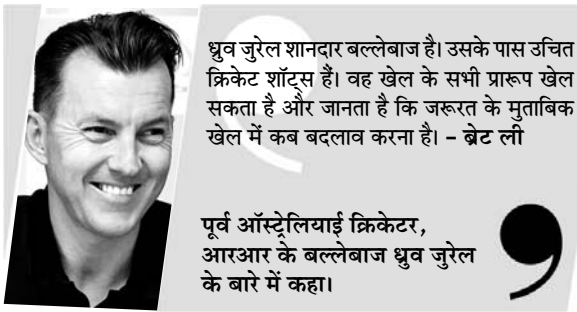 ध्रुव जुरेल शानदार बल्लेबाज है। उसके पास उचित
क्रिकेट शॉट्स हैं। वह खेल के सभी प्रारूप खेल
सकता है और जानता है कि जरूरत के मुताबिक
खेल में कब बदलाव करना है। - ब्रेट ली
पूर्व ऑस्ट्रेलियाई क्रिकेटर,
आरआर के बल्लेबाज ध्रुव जुरेल
के बारे में कहा।